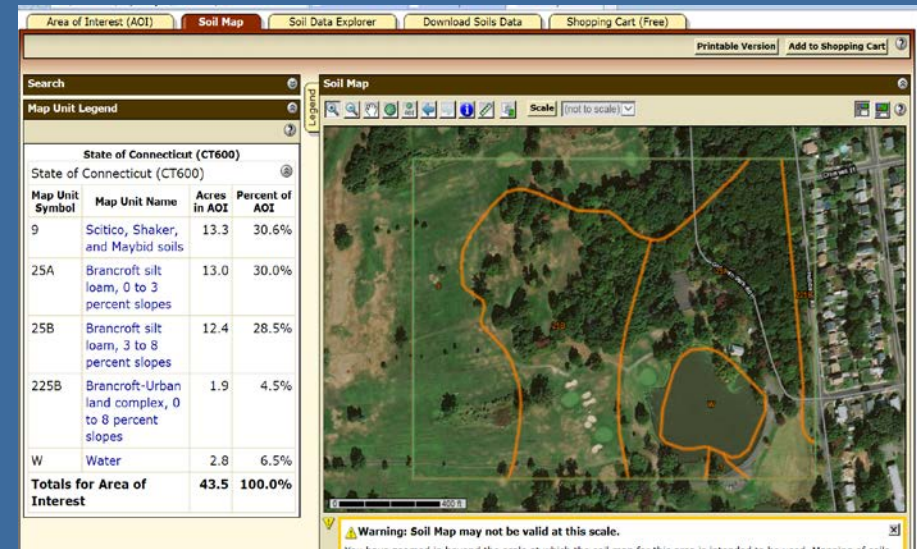 Area of Interest (AOI)
Soil Map
Soil Data Explorer
Download Soils Data
Shopping Cart (Free)
Printable Version
Add to Shopping Cart
Search
Map Unit Legend
State of Connecticut (CT600)
State of Connecticut (CT600)
Map Unit Symbol Map Unit Name Acres in AOI Percent of AOI
9 Scitico, Shaker, 13.3 30.6%
and Maybid soils
25A Brancroft silt 13.0 30.0%
loam, 0 to 3
percent slopes
25B Brancroft silt 12.4 28.5%
loam, 3 to 8
percent slopes
225B Brancroft-Urban 1.9 4.5%
land complex, 0
to 8 percent
slopes
W Water 2.8 6.5%
Totals for Area of 43.5 100.0%
Interest
Legend
Soil Map
Scale (not to scale)
W
0 400 ft
Warning: Soil Map may not be valid at this scale.